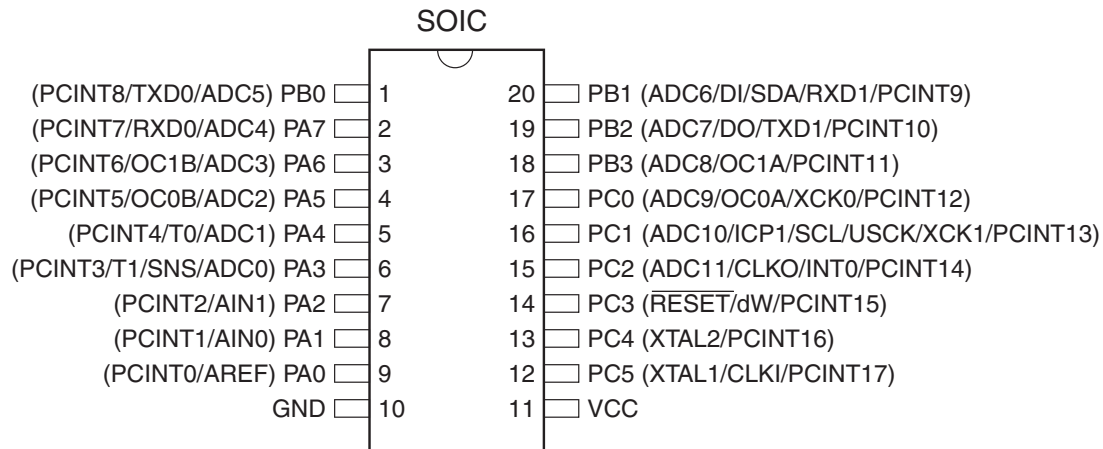 SOIC
(PCINT8/TXD0/ADC5) PB0 1 20 PB1 (ADC6/DI/SDA/RXD1/PCINT9)
(PCINT7/RXD0/ADC4) PA7 2 19 PB2 (ADC7/DO/TXD1/PCINT10)
(PCINT6/OC1B/ADC3) PA6 3 18 PB3 (ADC8/OC1A/PCINT11)
(PCINT5/OC0B/ADC2) PA5 4 17 PC0 (ADC9/OC0A/XCK0/PCINT12)
(PCINT4/T0/ADC1) PA4 5 16 PC1 (ADC10/ICP1/SCL/USCK/XCK1/PCINT13)
(PCINT3/T1/SNS/ADC0) PA3 6 15 PC2 (ADC11/CLKO/INT0/PCINT14)
(PCINT2/AIN1) PA2 7 14 PC3 (RESET/dW/PCINT15)
(PCINT1/AIN0) PA1 8 13 PC4 (XTAL2/PCINT16)
(PCINT0/AREF) PA0 9 12 PC5 (XTAL1/CLKI/PCINT17)
GND 10 11 VCC